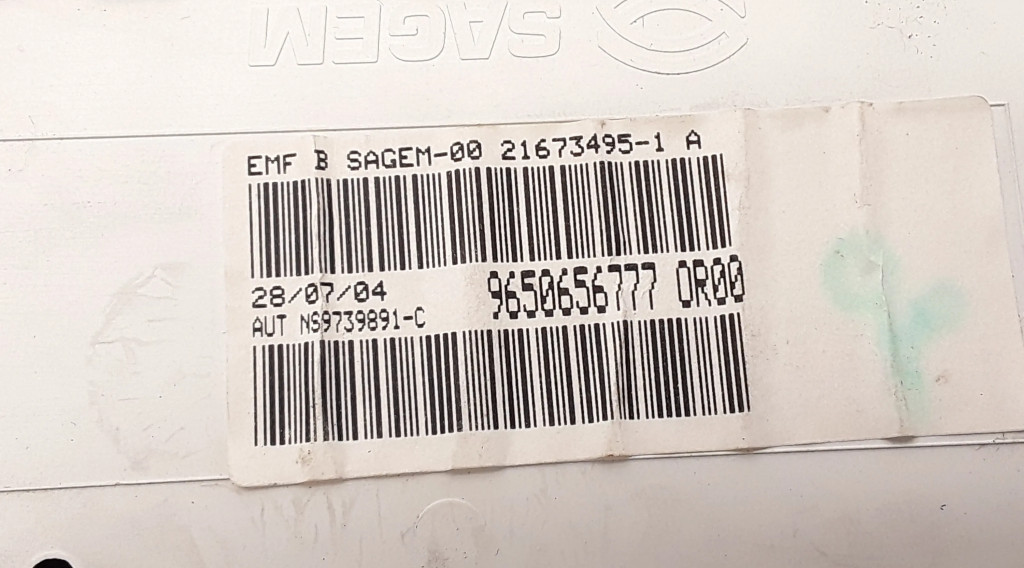 SAGEM
EMF B SAGEM-00 21673495-1 A
28/07/04
9650656777 0R00
AUT NS9739891-C